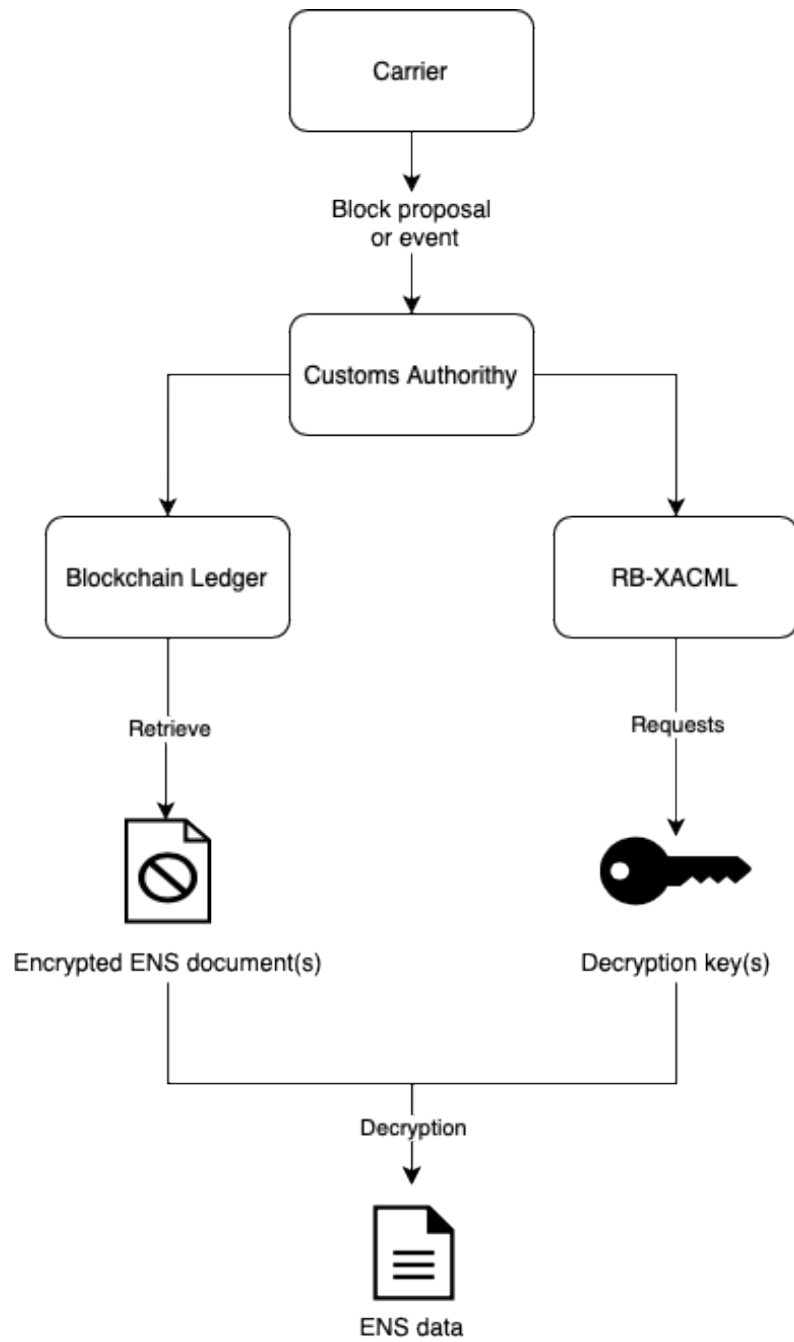 Carrier
Block proposal
or event
Customs Authorithy
Blockchain Ledger
RB-XACML
Retrieve
Requests
Encrypted ENS document(s)
Decryption key(s)
Decryption
ENS data